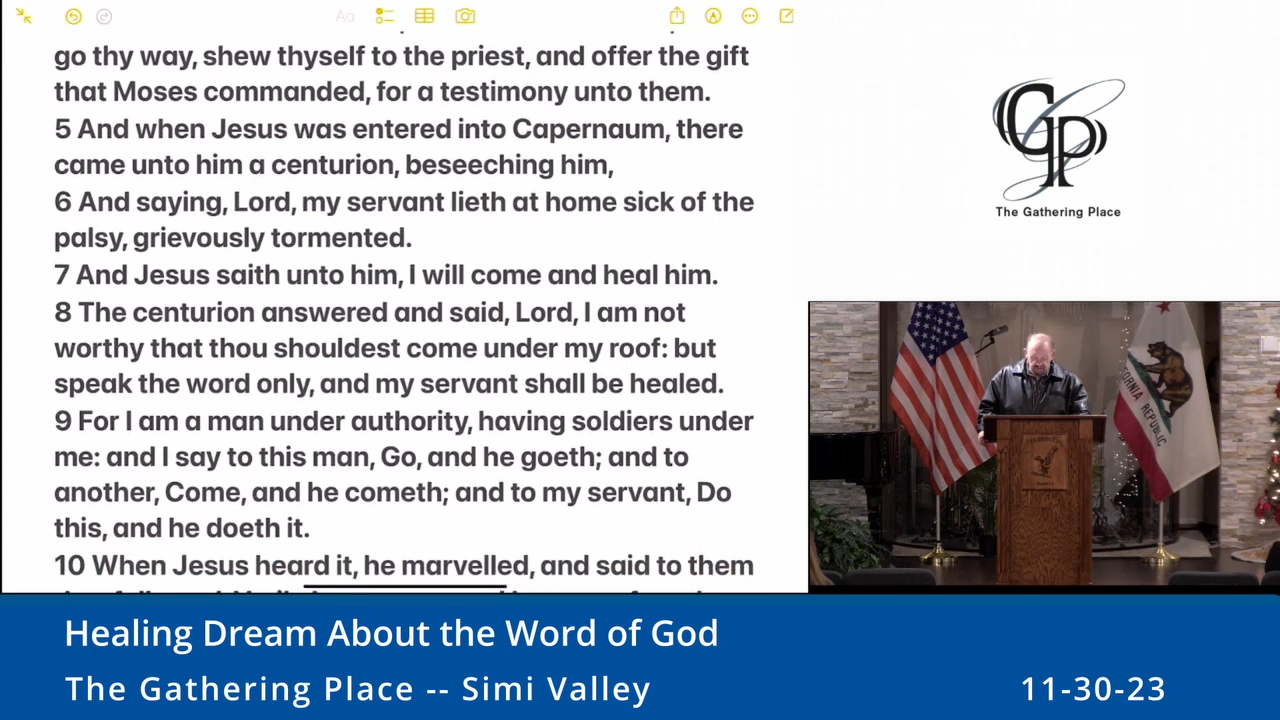 Aa
go thy way, shew thyself to the priest, and offer the gift
that Moses commanded, for a testimony unto them.
5 And when Jesus was entered into Capernaum, there
came unto him a centurion, beseeching him,
6 And saying, Lord, my servant lieth at home sick of the
palsy, grievously tormented.
7 And Jesus saith unto him, I will come and heal him.
8 The centurion answered and said, Lord, I am not
worthy that thou shouldest come under my roof: but
speak the word only, and my servant shall be healed.
9 For I am a man under authority, having soldiers under
me: and I say to this man, Go, and he goeth; and to
another, Come, and he cometh; and to my servant, Do
this, and he doeth it.
10 When Jesus heard it, he marvelled, and said to them
GP
The Gathering Place
REPUBLIC
Healing Dream About the Word of God
The Gathering Place -- Simi Valley
11-30-23